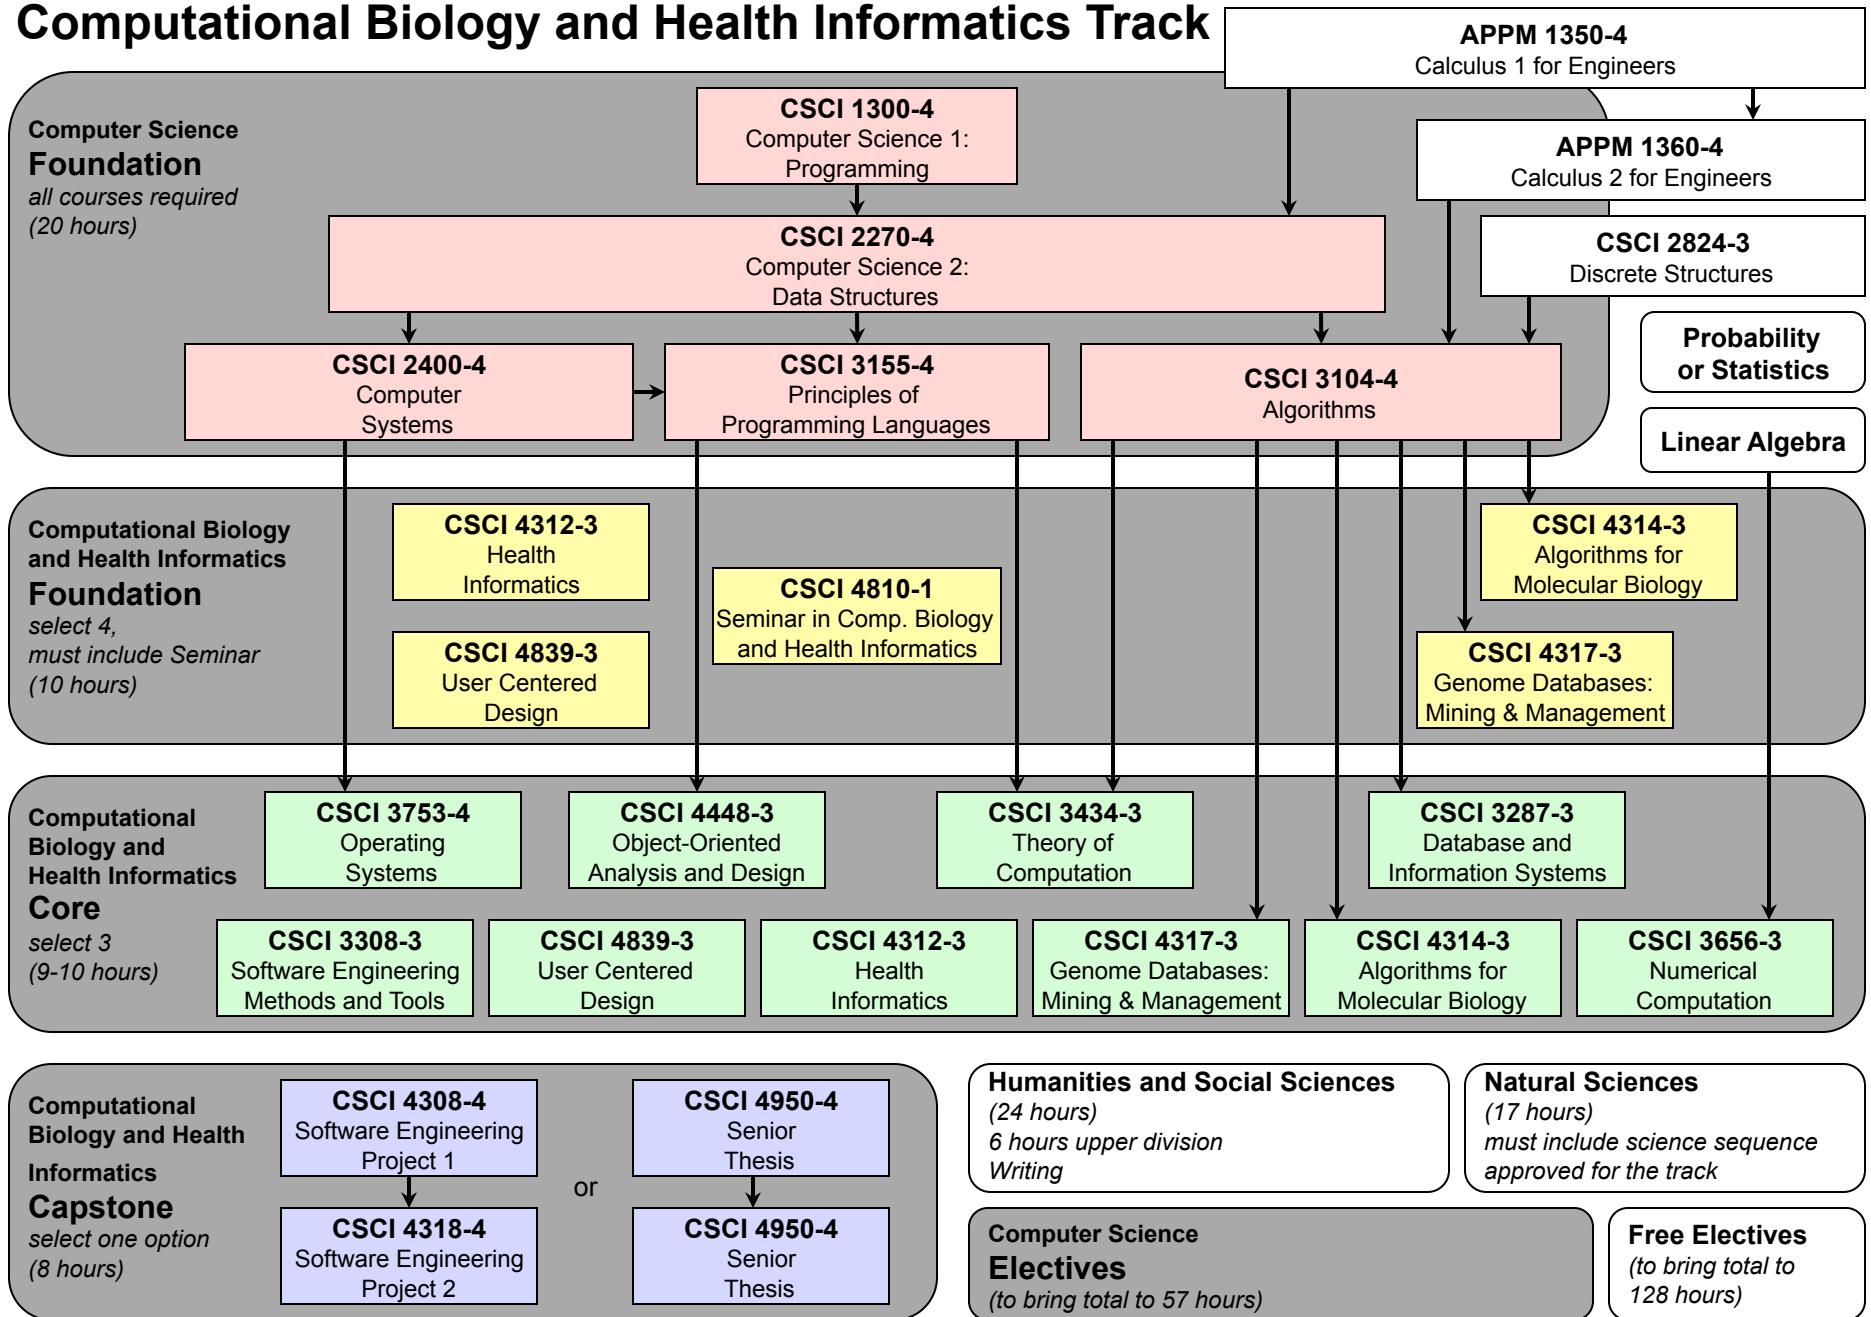 Computational Biology and Health Informatics Track
APPM 1350-4
Calculus 1 for Engineers
Computer Science
Foundation
all courses required
(20 hours)
CSCI 1300-4
Computer Science 1:
Programming
APPM 1360-4
Calculus 2 for Engineers
CSCI 2270-4
Computer Science 2:
Data Structures
CSCI 2824-3
Discrete Structures
CSCI 2400-4
Computer
Systems
CSCI 3155-4
Principles of
Programming Languages
CSCI 3104-4
Algorithms
Probability
or Statistics
Linear Algebra
Computational Biology
and Health Informatics
Foundation
select 4,
must include Seminar
(10 hours)
CSCI 4312-3
Health
Informatics
CSCI 4839-3
User Centered
Design
CSCI 4810-1
Seminar in Comp. Biology
and Health Informatics
CSCI 4314-3
Algorithms for
Molecular Biology
CSCI 4317-3
Genome Databases:
Mining & Management
Computational
Biology and
Health Informatics
Core
select 3
(9-10 hours)
CSCI 3753-4
Operating
Systems
CSCI 4448-3
Object-Oriented
Analysis and Design
CSCI 3434-3
Theory of
Computation
CSCI 3287-3
Database and
Information Systems
CSCI 3308-3
Software Engineering
Methods and Tools
CSCI 4839-3
User Centered
Design
CSCI 4312-3
Health
Informatics
CSCI 4317-3
Genome Databases:
Mining & Management
CSCI 4314-3
Algorithms for
Molecular Biology
CSCI 3656-3
Numerical
Computation
Computational
Biology and Health
Informatics
Capstone
select one option
(8 hours)
CSCI 4308-4
Software Engineering
Project 1
CSCI 4318-4
Software Engineering
Project 2
or
CSCI 4950-4
Senior
Thesis
CSCI 4950-4
Senior
Thesis
Humanities and Social Sciences
(24 hours)
6 hours upper division
Writing
Natural Sciences
(17 hours)
must include science sequence
approved for the track
Computer Science
Electives
(to bring total to 57 hours)
Free Electives
(to bring total to
128 hours)